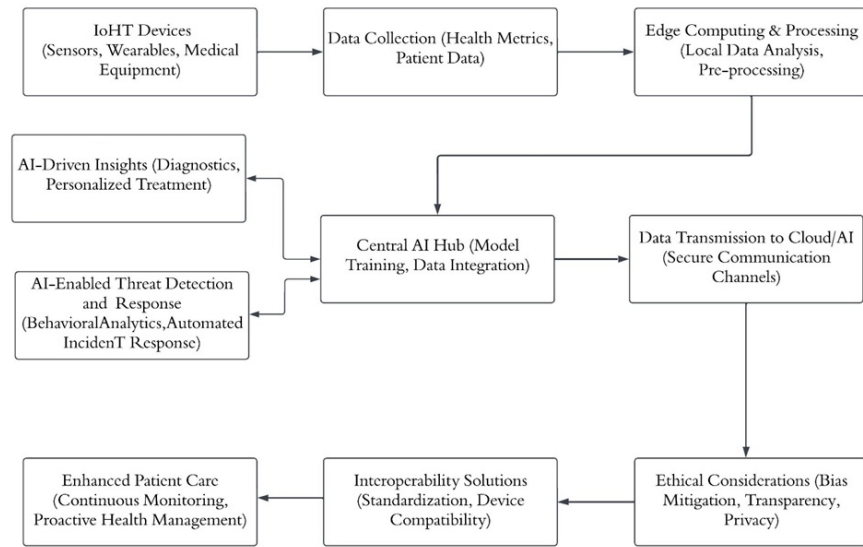 IoHT Devices
(Sensors, Wearables, Medical
Equipment)
Data Collection (Health Metrics,
Patient Data)
Edge Computing & Processing
(Local Data Analysis,
Pre-processing)
AI-Driven Insights (Diagnostics,
Personalized Treatment)
Central AI Hub (Model
Training, Data Integration)
Data Transmission to Cloud/AI
(Secure Communication
Channels)
AI-Enabled Threat Detection
and Response
(BehavioralAnalytics,Automated
IncidenT Response)
Enhanced Patient Care
(Continuous Monitoring,
Proactive Health Management)
Interoperability Solutions
(Standardization, Device
Compatibility)
Ethical Considerations (Bias
Mitigation, Transparency,
Privacy)